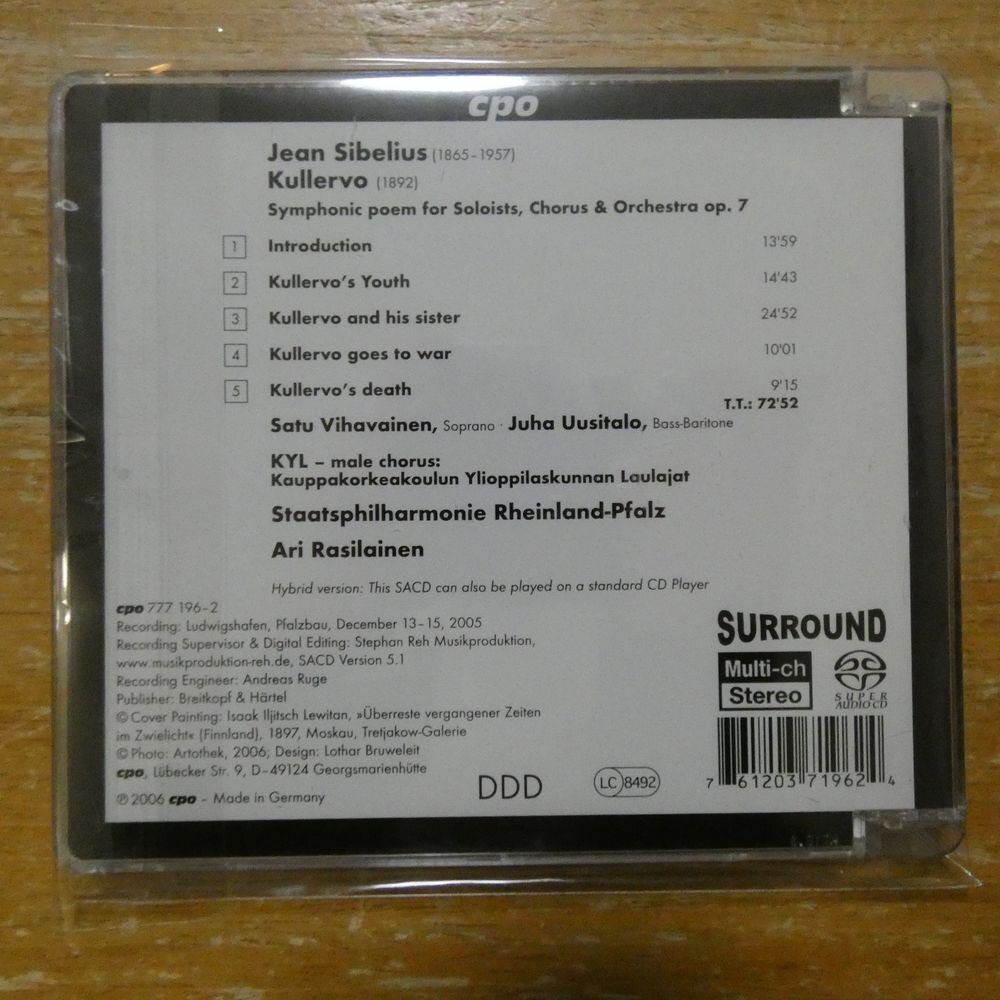 cpo
Jean Sibelius (1865–1957)
Kullervo (1892)
Symphonic poem for Soloists, Chorus & Orchestra op. 7
1 Introduction 13'59
2 Kullervo's Youth 14'43
3 Kullervo and his sister 24'52
4 Kullervo goes to war 10'01
5 Kullervo's death 9'15
T.T.: 72'52
Satu Vihavainen, Soprano · Juha Uusitalo, Bass-Baritone
KYL – male chorus:
Kauppakorkeakoulun Ylioppilaskunnan Laulajat
Staatsphilharmonie Rheinland-Pfalz
Ari Rasilainen
Hybrid version: This SACD can also be played on a standard CD Player
cpo 777 196–2
Recording: Ludwigshafen, Pfalzbau, December 13–15, 2005
Recording Supervisor & Digital Editing: Stephan Reh Musikproduktion,
www.musikproduktion-reh.de, SACD Version 5.1
Recording Engineer: Andreas Ruge
Publisher: Breitkopf & Härtel
© Cover Painting: Isaak Iljitsch Lewitan, »Überreste vergangener Zeiten
im Zwielicht« (Finnland), 1897, Moskau, Tretjakow-Galerie
© Photo: Artothek, 2006; Design: Lothar Bruweleit
cpo, Lübecker Str. 9, D–49124 Georgsmarienhütte
℗ 2006 cpo – Made in Germany
DDD
LC 8492
SURROUND
Multi-ch
Stereo
SUPER
AUDIO CD
7 61203 71962 4